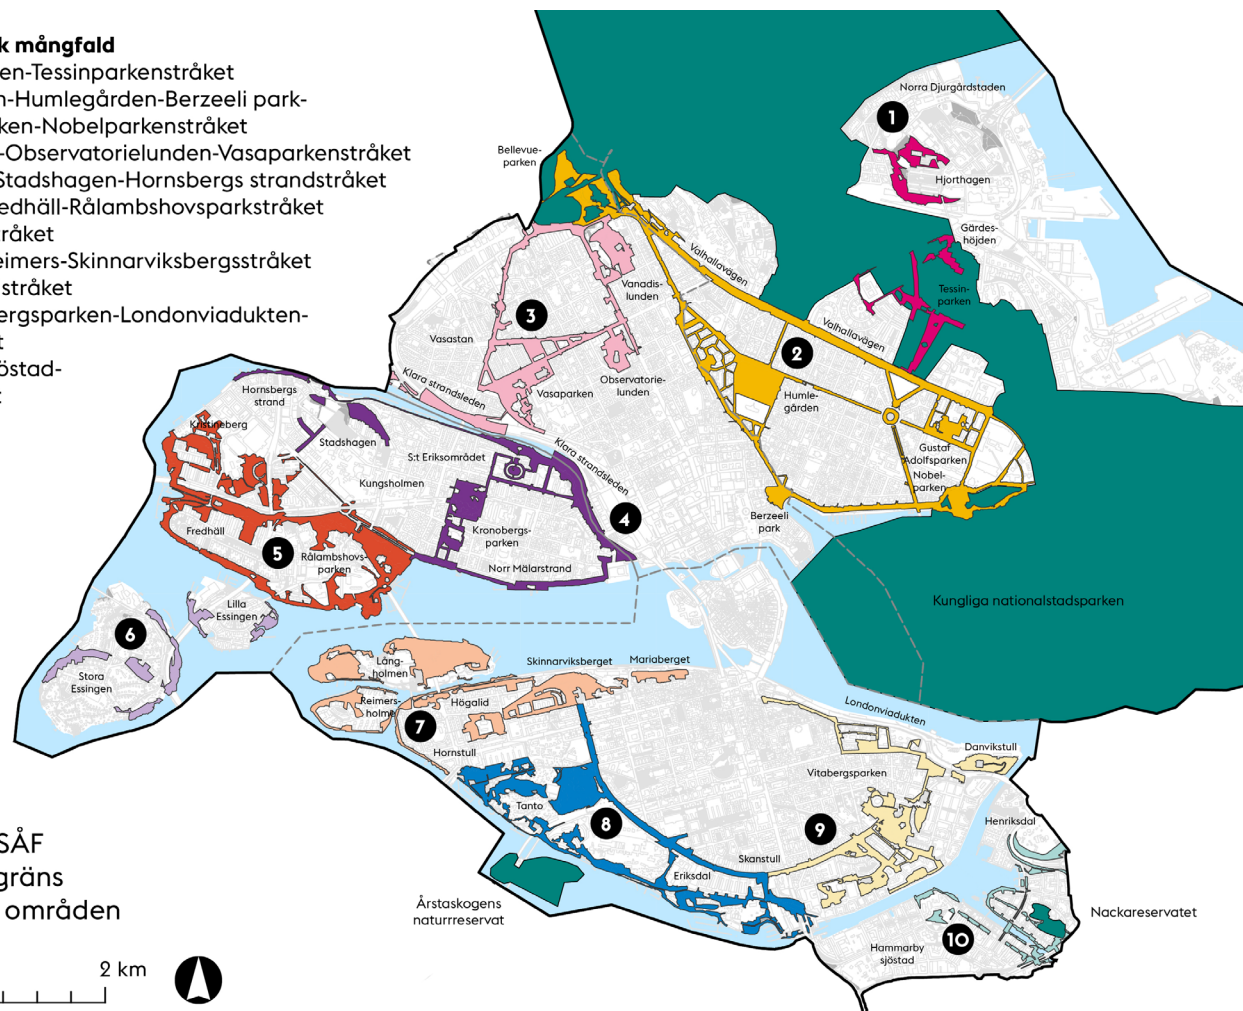 k mångfald
en-Tessinparkenstråket
n-Humlegården-Berzeeli park-
ken-Nobelparkenstråket
-Observatorielunden-Vasaparkenstråket
Stadshagen-Hornsbergs strandstråket
edhäll-Rålambshovsparkstråket
råket
eimers-Skinnarviksbergsstråket
stråket
ergsparken-Londonviadukten-
t
östad-
SÅF
gräns
områden
2 km
Norra Djurgårdstaden
1
Hjorthagen
Bellevue-
parken
Gärdes-
höjden
Valhallavägen
Vanadis-
lunden
Tessin-
parken
3
Vasastan
Valhallavägen
2
Klara strandsleden
Observatorie-
lunden
Vasaparken
Humle-
gården
Hornsbergs
strand
Kristineberg
Stadshagen
S:t Eriksområdet
Klara strandsleden
Gustaf
Adolfsparken
Nobel-
parken
Kungsholmen
Berzeeli
park
4
Fredhäll
Kronobergs-
parken
5
Rålambshovs-
parken
Norr Mälarstrand
Kungliga nationalstadsparken
Lilla
Essingen
6
Stora
Essingen
Lång-
holmen
Skinnarviksberget
Mariaberget
Reimers-
holme
Högalid
7
Londonviadukten
Hornstull
Danvikstull
Vitabergsparken
Tanto
8
9
Henriksdal
Skanstull
Eriksdal
Årstaskogens
naturreservat
Nackareservatet
10
Hammarby
sjöstad